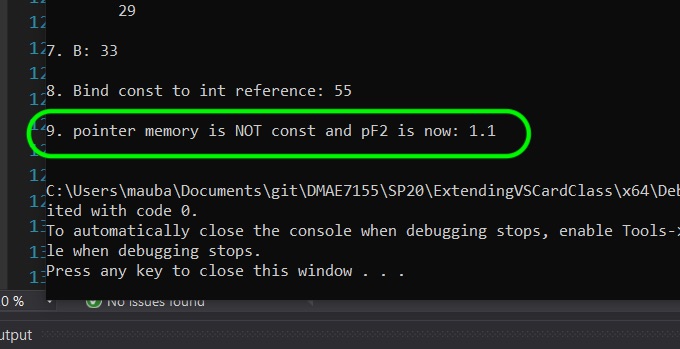 29
7. B: 33
8. Bind const to int reference: 55
9. pointer memory is NOT const and pF2 is now: 1.1
C:\Users\mauba\Documents\git\DMAE7155\SP20\ExtendingVSCardClass\x64\Deb
ited with code 0.
To automatically close the console when debugging stops, enable Tools->
le when debugging stops.
Press any key to close this window . . .
0 %
No issues found
utput